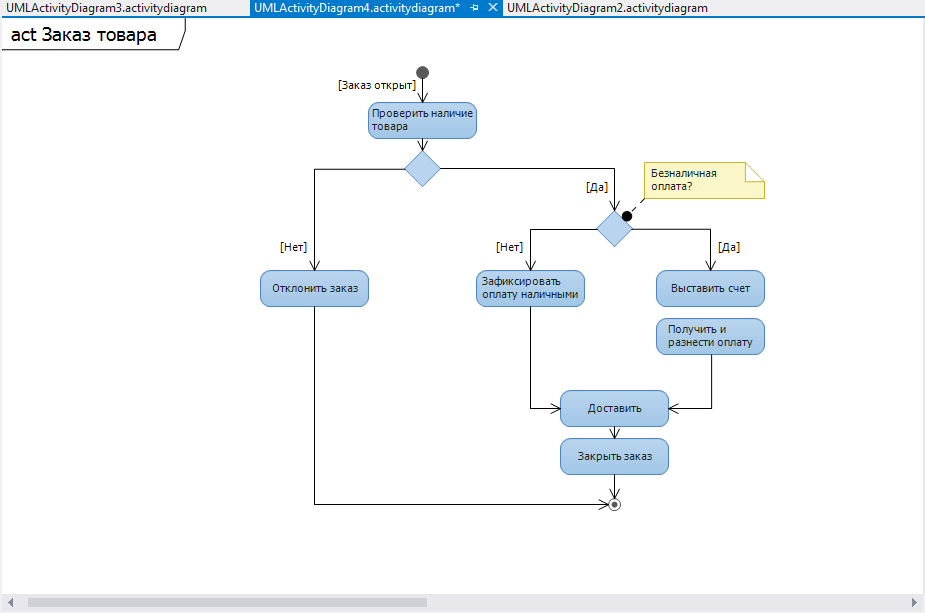 UMLActivityDiagram3.activitydiagram
UMLActivityDiagram4.activitydiagram*
UMLActivityDiagram2.activitydiagram
act Заказ товара
[Заказ открыт]
Проверить наличие
товара
Безналичная
оплата?
[Да]
[Нет]
[Нет]
[Да]
Отклонить заказ
Зафиксировать
оплату наличными
Выставить счет
Получить и
разнести оплату
Доставить
Закрыть заказ